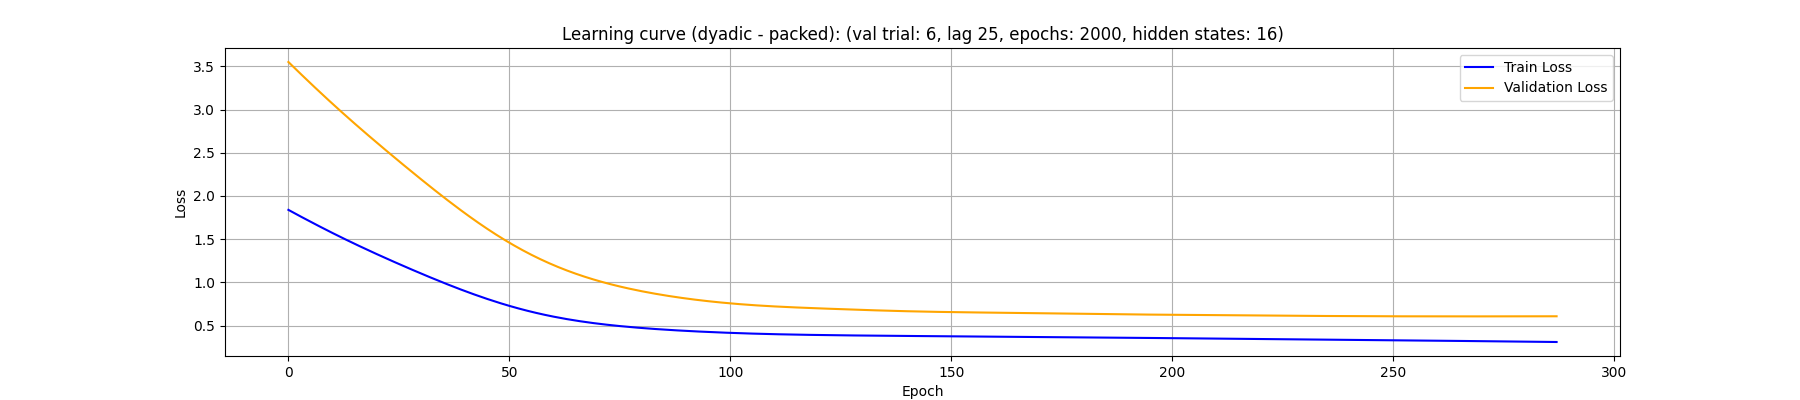 Learning curve (dyadic - packed): (val trial: 6, lag 25, epochs: 2000, hidden states: 16)
Train Loss
Validation Loss
3.5
3.0
2.5
2.0
1.5
1.0
0.5
Loss
0 50 100 150 200 250 300
Epoch